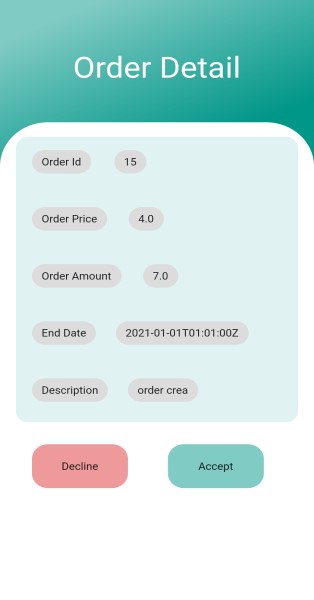 Order Detail
Order Id 15
Order Price 4.0
Order Amount 7.0
End Date 2021-01-01T01:01:00Z
Description order crea
Decline Accept